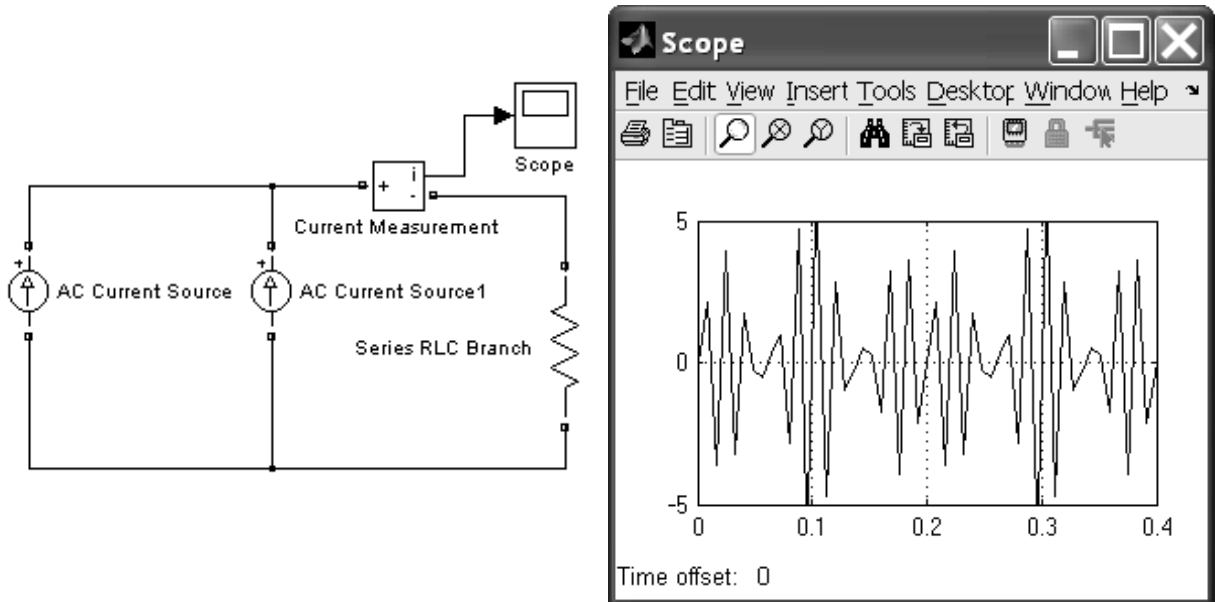 Scope
Current Measurement
i
+
-
+
AC Current Source
+
AC Current Source1
Series RLC Branch
Scope
File Edit View Insert Tools Desktop Window Help
5
0
-5
0 0.1 0.2 0.3 0.4
Time offset: 0